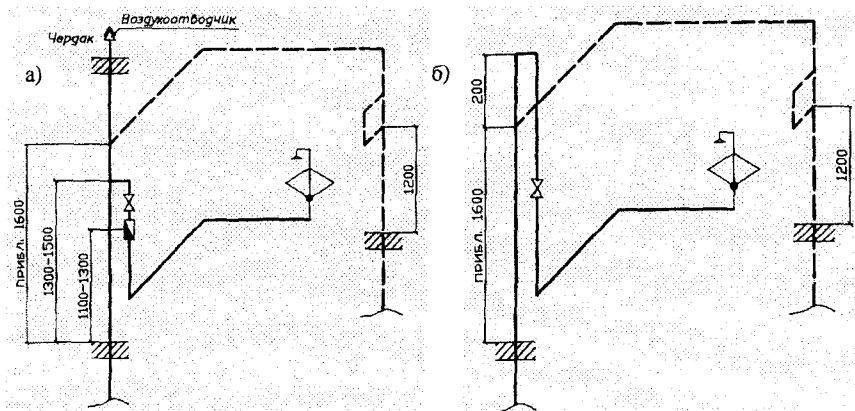 Воздухоотводчик
Чердак
а)
прибл. 1600
1300-1500
1100-1300
1200
б)
200
прибл. 1600
1200